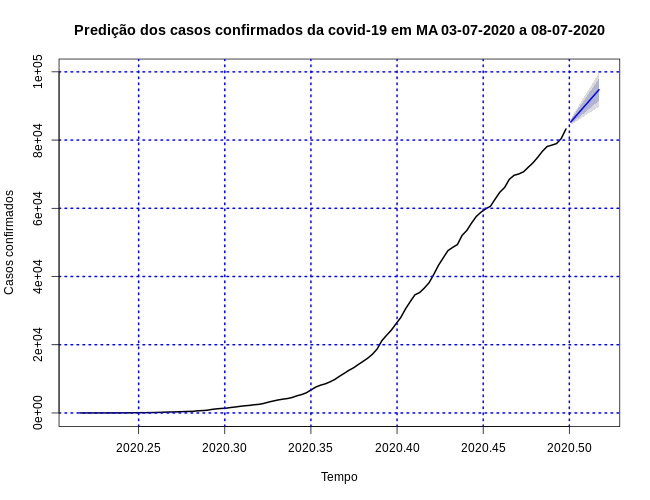 Predição dos casos confirmados da covid-19 em MA 03-07-2020 a 08-07-2020
Casos confirmados
1e+05
8e+04
6e+04
4e+04
2e+04
0e+00
2020.25 2020.30 2020.35 2020.40 2020.45 2020.50
Tempo